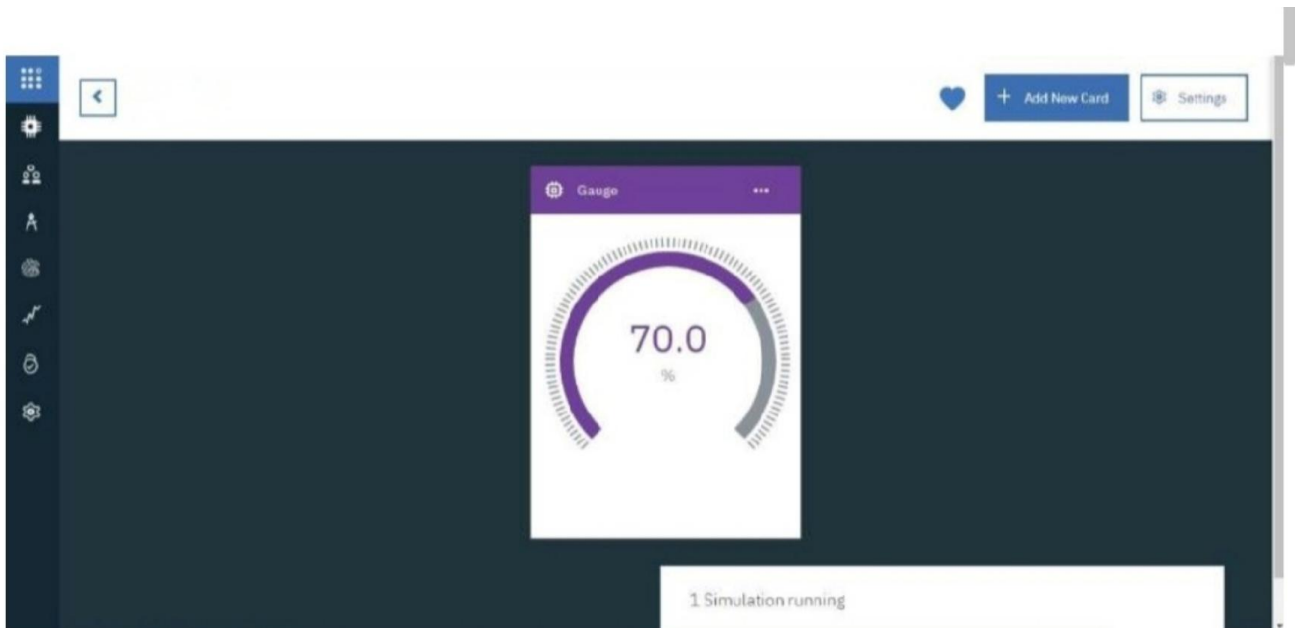 + Add New Card
Settings
Gauge
70.0
%
1 Simulation running